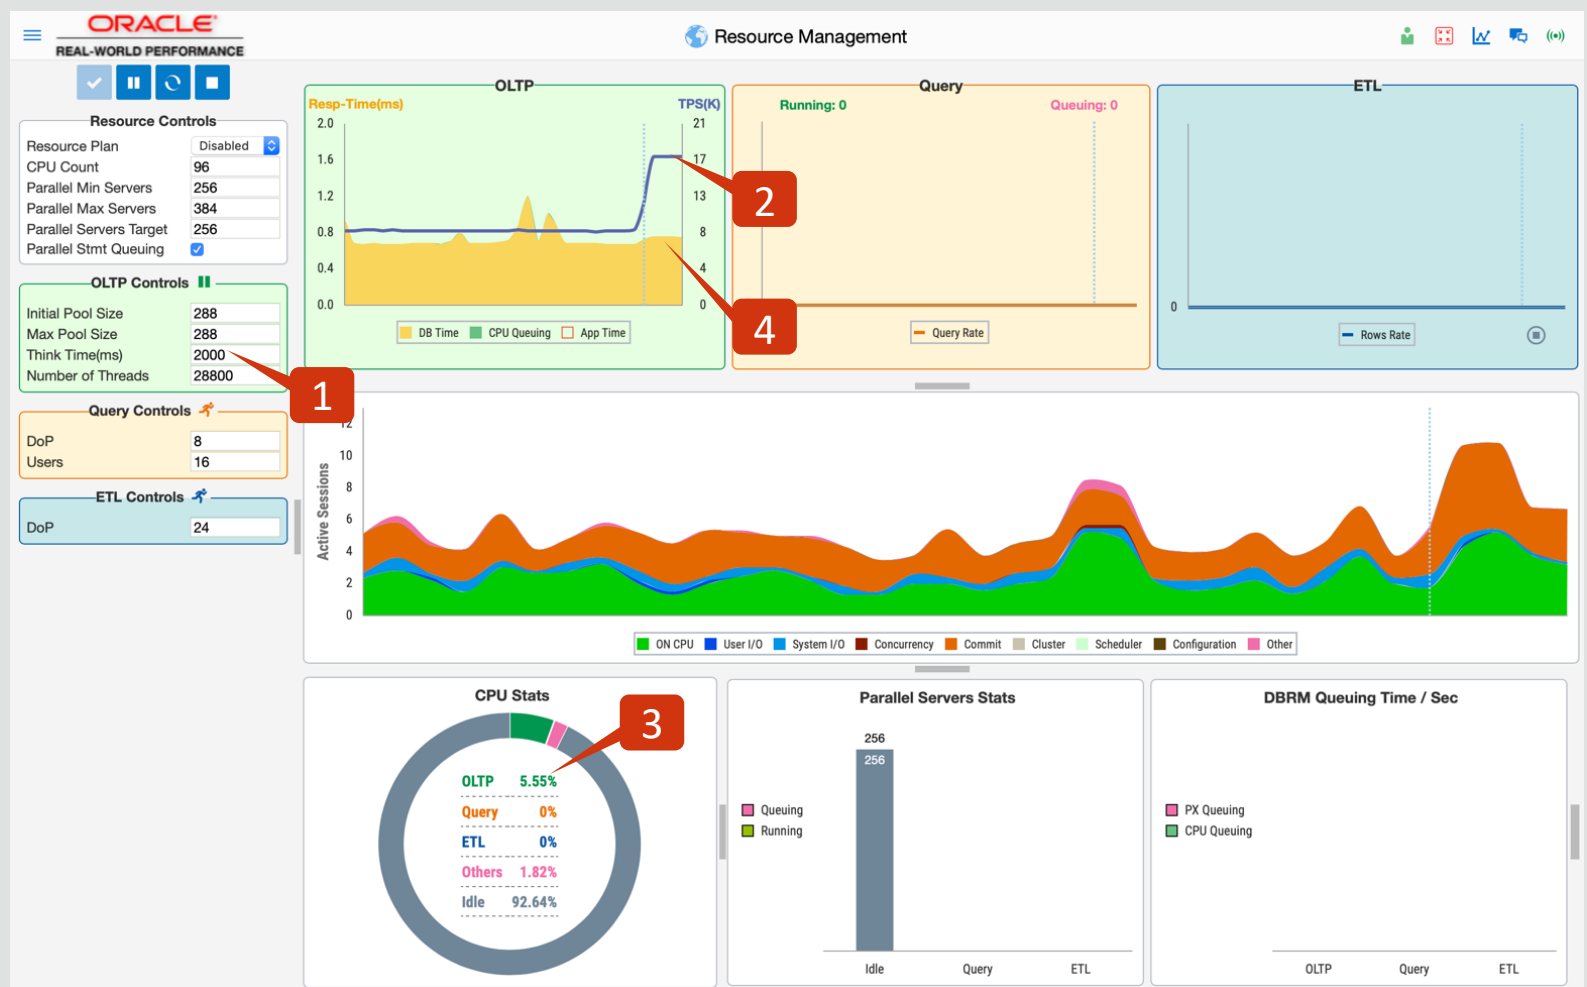 ORACLE
REAL-WORLD PERFORMANCE
Resource Management
Resource Controls
Resource Plan Disabled
CPU Count 96
Parallel Min Servers 256
Parallel Max Servers 384
Parallel Servers Target 256
Parallel Stmt Queuing
OLTP Controls
Initial Pool Size 288
Max Pool Size 288
Think Time(ms) 2000
Number of Threads 28800
1
Query Controls
DoP 8
Users 16
ETL Controls
DoP 24
OLTP
Resp-Time(ms) TPS(K)
2.0 21
1.6 17
1.2 13
0.8 8
0.4 4
0.0 0
DB Time CPU Queuing App Time
2
4
Query
Running: 0 Queuing: 0
Query Rate
ETL
0
Rows Rate
Active Sessions
12
10
8
6
4
2
0
ON CPU User I/O System I/O Concurrency Commit Cluster Scheduler Configuration Other
CPU Stats
3
OLTP 5.55%
Query 0%
ETL 0%
Others 1.82%
Idle 92.64%
Parallel Servers Stats
256
256
Queuing
Running
Idle Query ETL
DBRM Queuing Time / Sec
PX Queuing
CPU Queuing
OLTP Query ETL